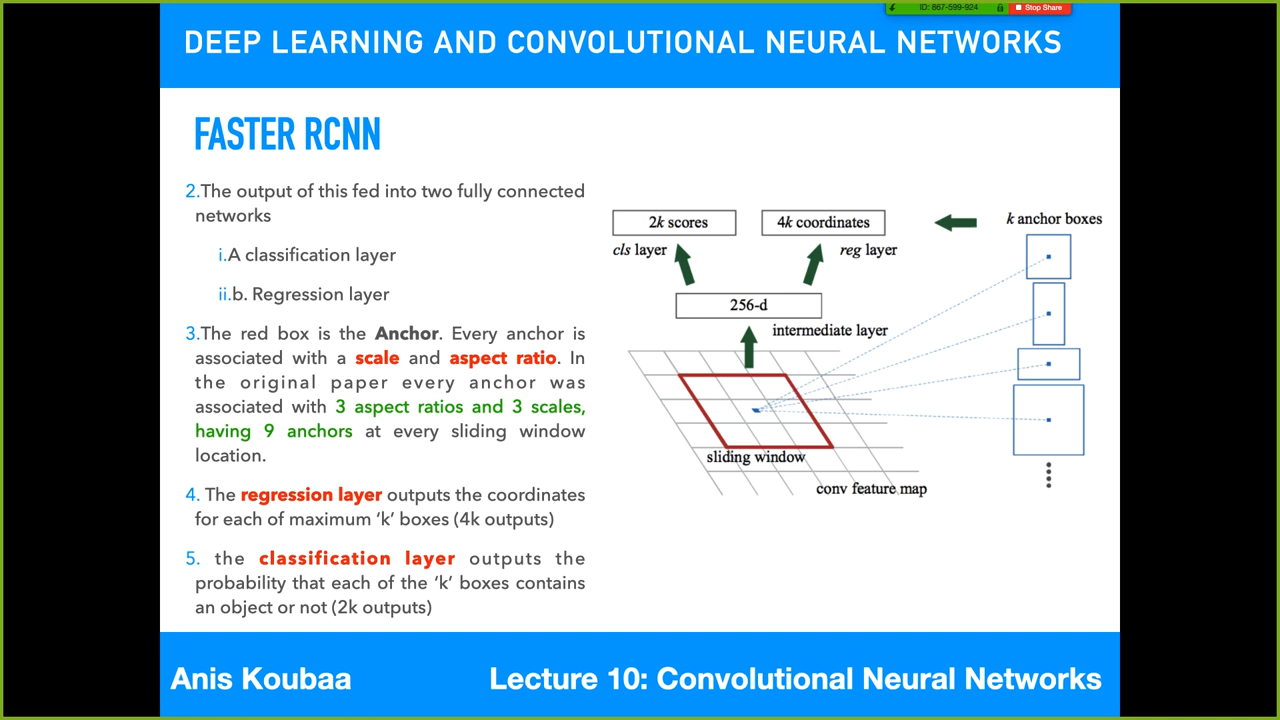 ID: 867-599-924
Stop Share
DEEP LEARNING AND CONVOLUTIONAL NEURAL NETWORKS
FASTER RCNN
2.The output of this fed into two fully connected
networks
i.A classification layer
ii.b. Regression layer
3.The red box is the Anchor. Every anchor is
associated with a scale and aspect ratio. In
the original paper every anchor was
associated with 3 aspect ratios and 3 scales,
having 9 anchors at every sliding window
location.
4. The regression layer outputs the coordinates
for each of maximum ‘k’ boxes (4k outputs)
5. the classification layer outputs the
probability that each of the ‘k’ boxes contains
an object or not (2k outputs)
2k scores
4k coordinates
k anchor boxes
cls layer
reg layer
256-d
intermediate layer
sliding window
conv feature map
Anis Koubaa
Lecture 10: Convolutional Neural Networks